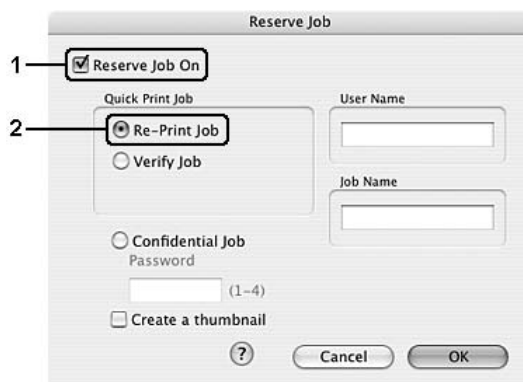 Reserve Job
1
Reserve Job On
Quick Print Job
2
Re-Print Job
Verify Job
User Name
Job Name
Confidential Job
Password
(1-4)
Create a thumbnail
?
Cancel
OK